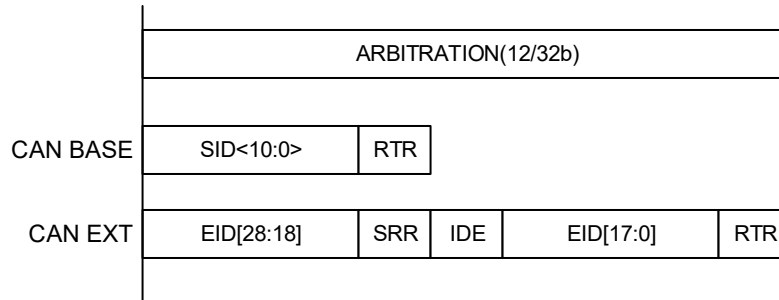 ARBITRATION(12/32b)
CAN BASE SID<10:0> RTR
CAN EXT EID[28:18] SRR IDE EID[17:0] RTR